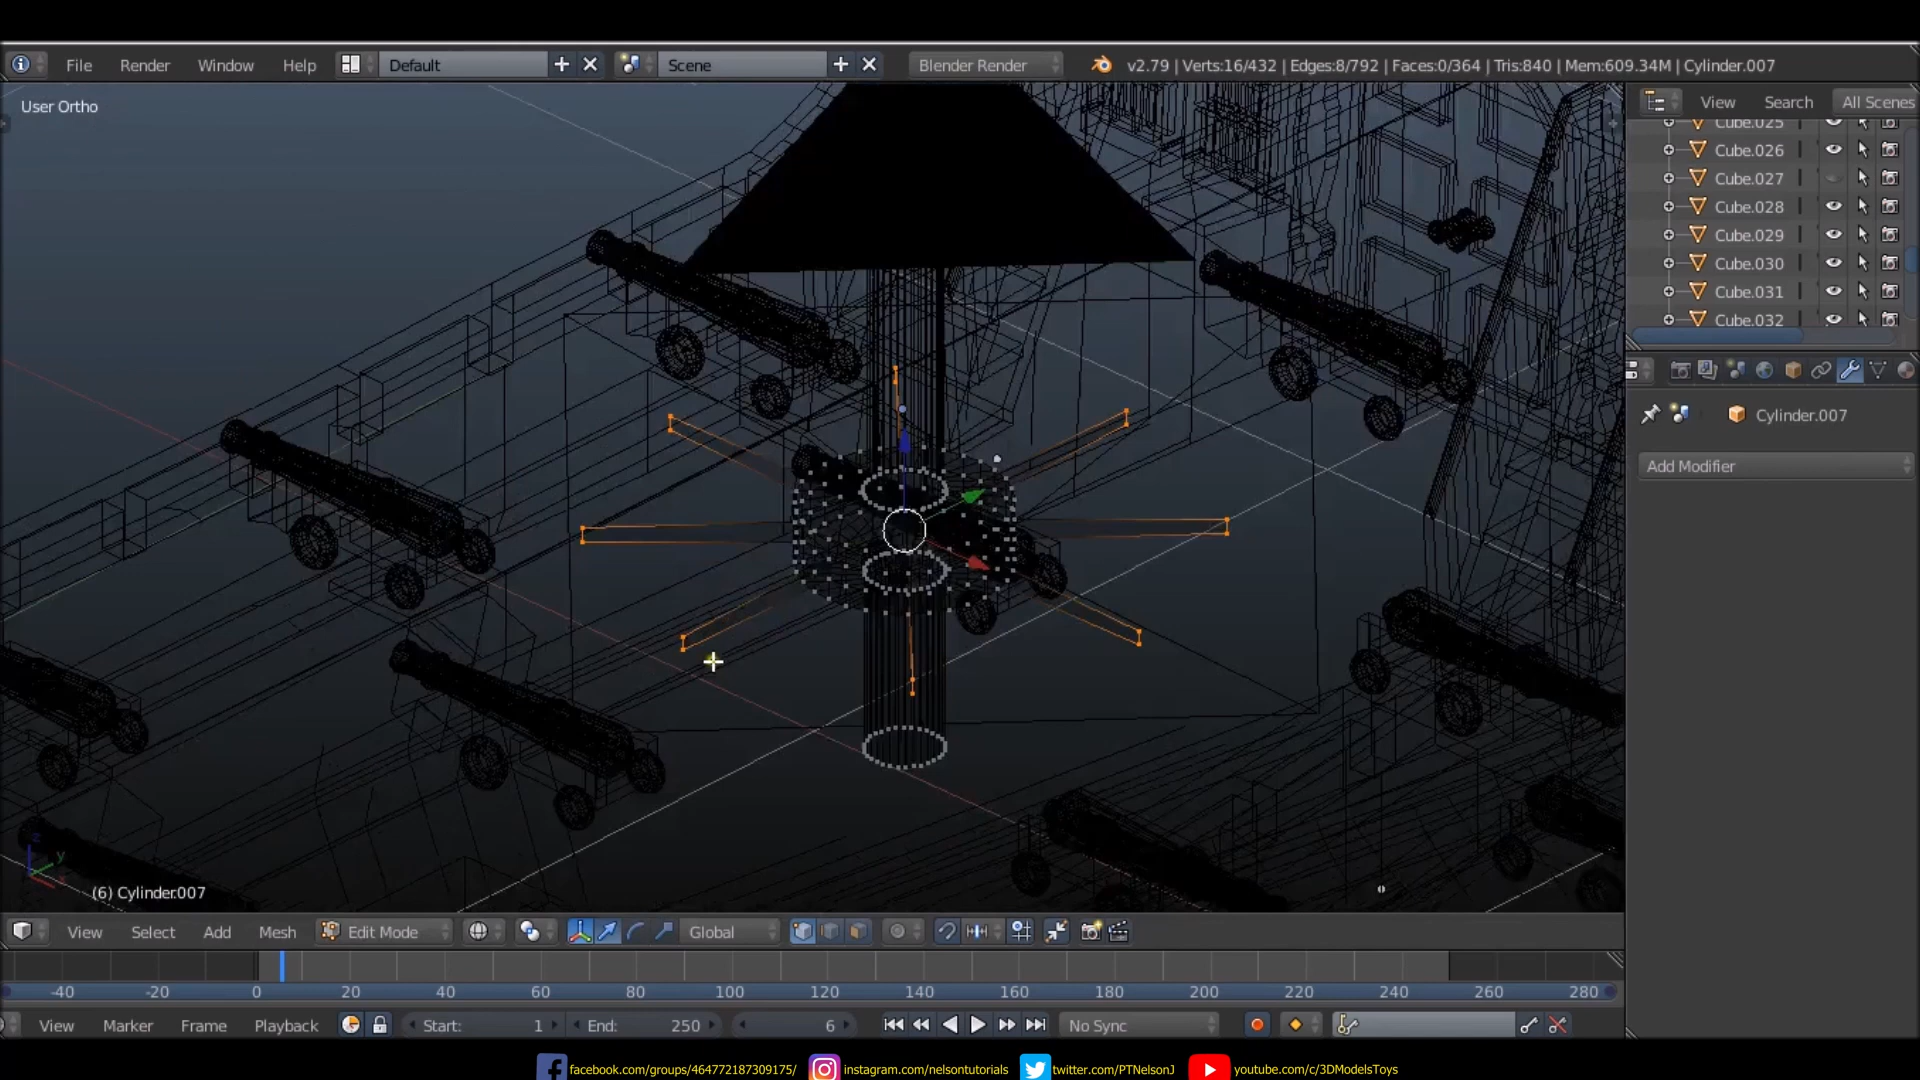 File Render Window Help Default Scene Blender Render v2.79 | Verts:16/432 | Edges:8/792 | Faces:0/364 | Tris:840 | Mem:609.34M | Cylinder.007
User Ortho
View Search All Scenes
Cube.025
Cube.026
Cube.027
Cube.028
Cube.029
Cube.030
Cube.031
Cube.032
Cylinder.007
Add Modifier
z
y
x
(6) Cylinder.007
View Select Add Mesh Edit Mode Global
-40 -20 0 20 40 60 80 100 120 140 160 180 200 220 240 260 280
View Marker Frame Playback Start: 1 End: 250 6 No Sync
facebook.com/groups/464772187309175/ instagram.com/nelsontutorials twitter.com/PTNelsonJ youtube.com/c/3DModelsToys